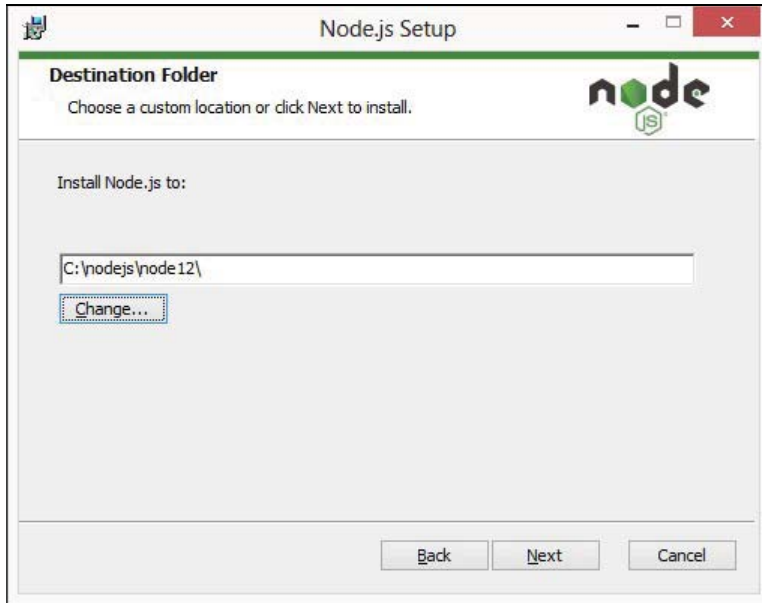 Node.js Setup
Destination Folder
Choose a custom location or click Next to install.
node
JS
Install Node.js to:
C:\nodejs\node12\
Change...
Back Next Cancel